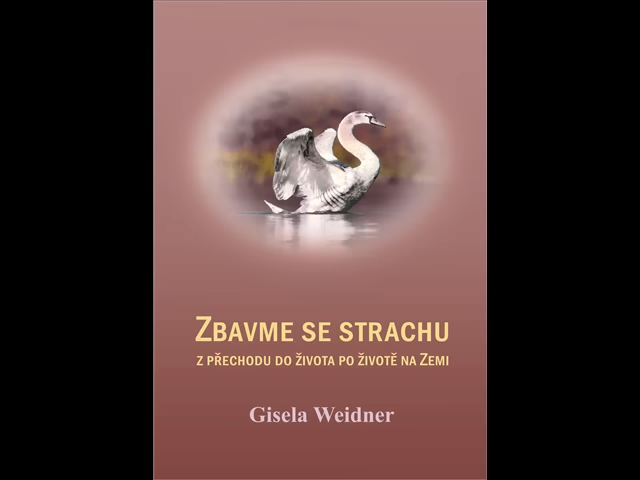 Zbavme se strachu
z přechodu do života po životě na Zemi
Gisela Weidner